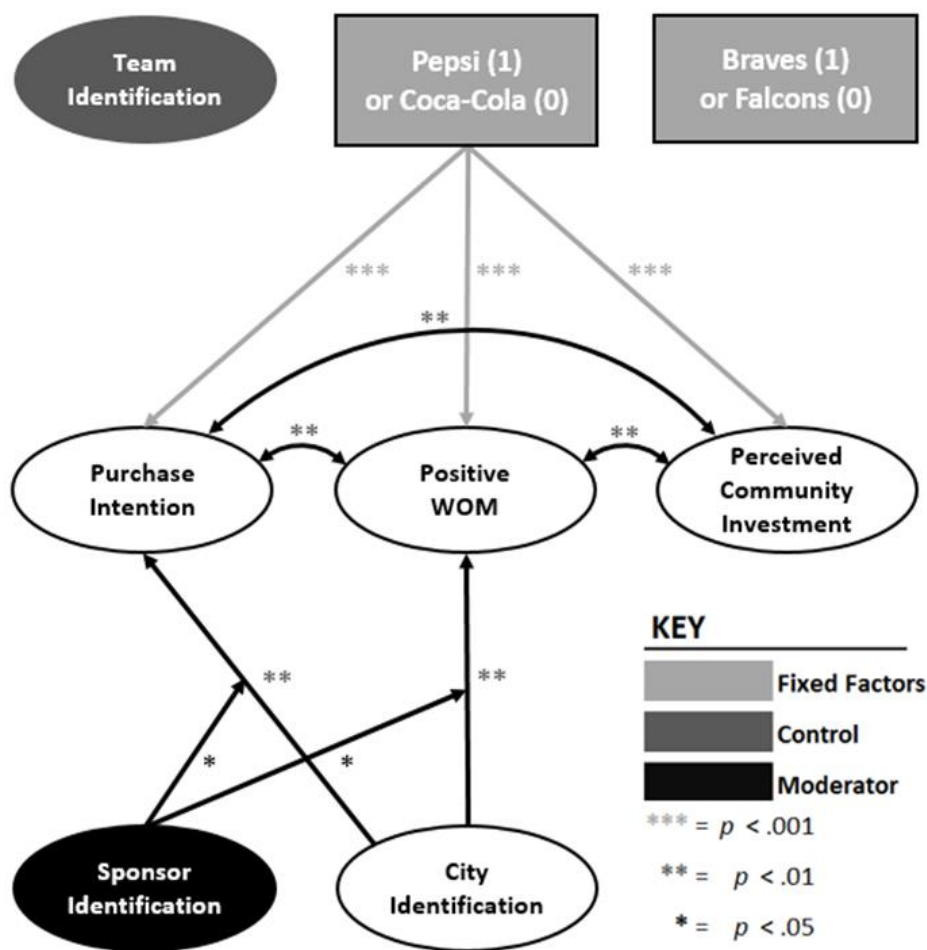 Team
Identification
Pepsi (1)
or Coca-Cola (0)
Braves (1)
or Falcons (0)
***
***
***
**
**
**
Purchase
Intention
Positive
WOM
Perceived
Community
Investment
**
**
*
*
Sponsor
Identification
City
Identification
KEY
Fixed Factors
Control
Moderator
*** = p < .001
** = p < .01
* = p < .05